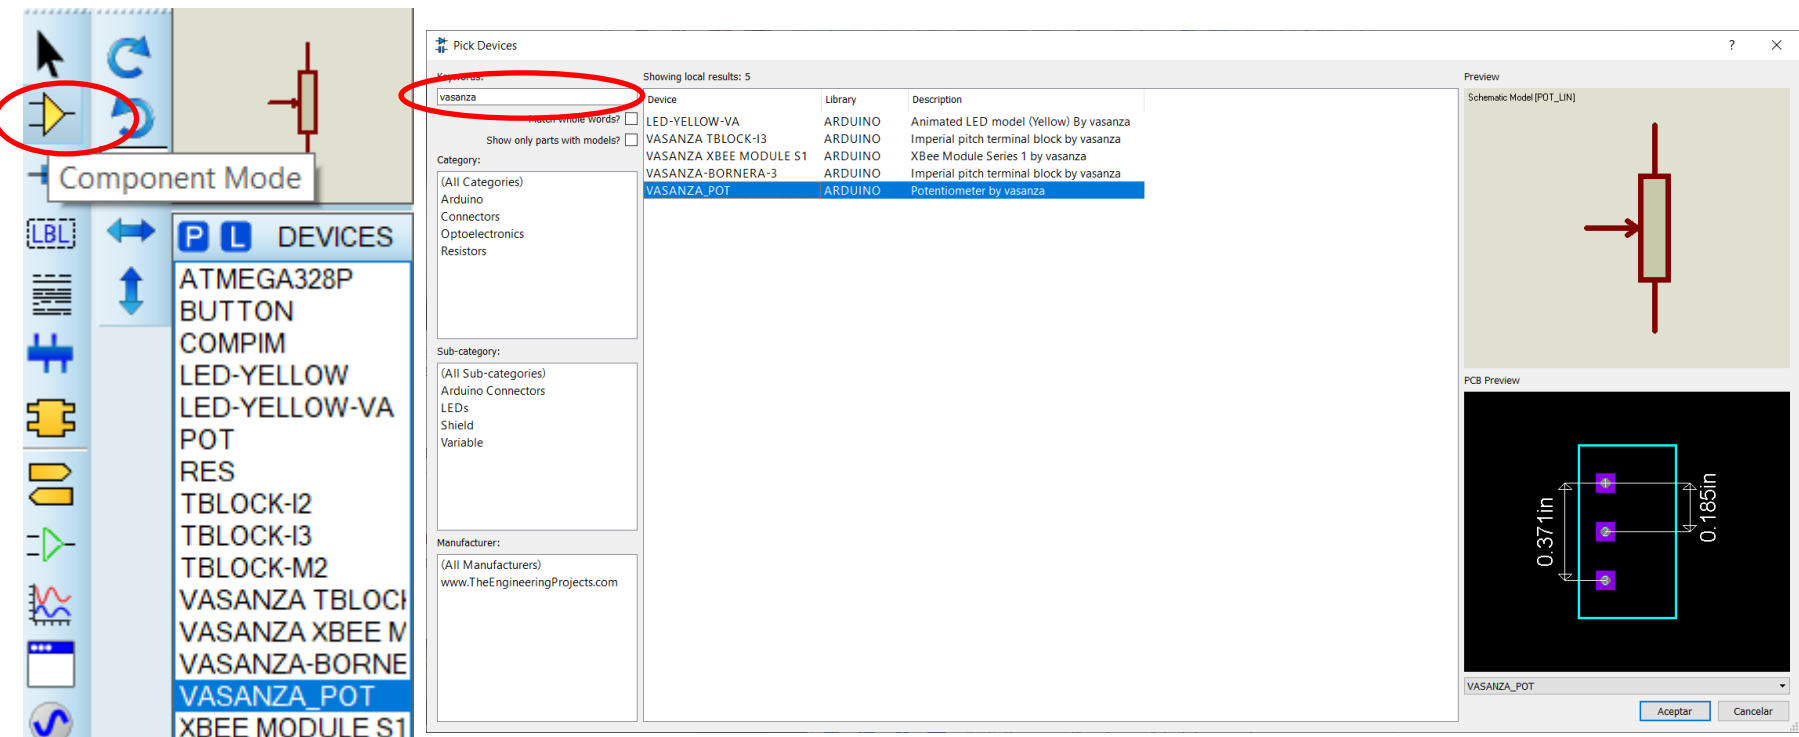 Component Mode
LBL
P L DEVICES
ATMEGA328P
BUTTON
COMPIM
LED-YELLOW
LED-YELLOW-VA
POT
RES
TBLOCK-I2
TBLOCK-I3
TBLOCK-M2
VASANZA TBLOCK
VASANZA XBEE M
VASANZA-BORNE
VASANZA_POT
XBEE MODULE S1
Pick Devices
?
Keywords:
vasanza
Match whole words?
Show only parts with models?
Category:
(All Categories)
Arduino
Connectors
Optoelectronics
Resistors
Sub-category:
(All Sub-categories)
Arduino Connectors
LEDs
Shield
Variable
Manufacturer:
(All Manufacturers)
www.TheEngineeringProjects.com
Showing local results: 5
Device Library Description
LED-YELLOW-VA ARDUINO Animated LED model (Yellow) By vasanza
VASANZA TBLOCK-I3 ARDUINO Imperial pitch terminal block by vasanza
VASANZA XBEE MODULE S1 ARDUINO XBee Module Series 1 by vasanza
VASANZA-BORNERA-3 ARDUINO Imperial pitch terminal block by vasanza
VASANZA_POT ARDUINO Potentiometer by vasanza
Preview
Schematic Model [POT_LIN]
PCB Preview
0.371in
0.185in
1
2
3
VASANZA_POT
Aceptar Cancelar